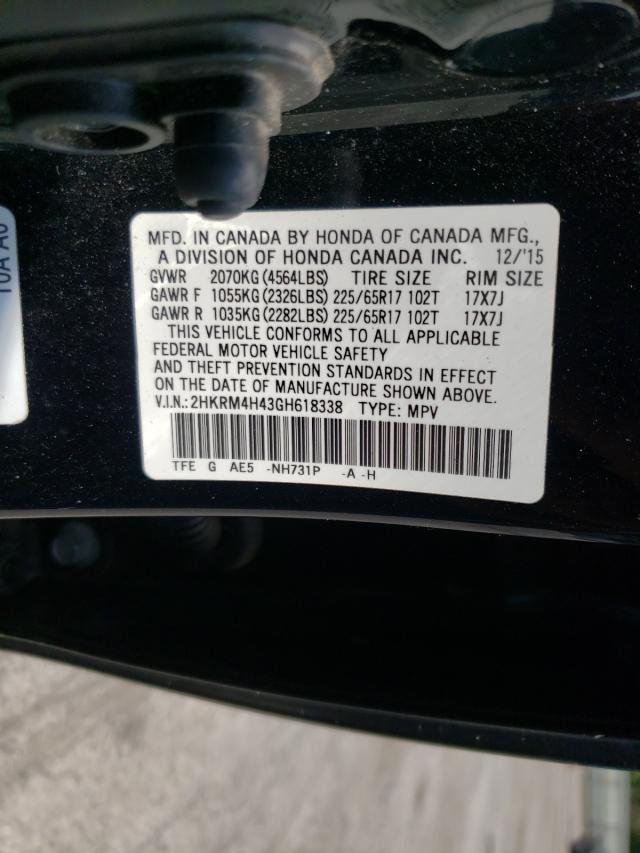 MFD. IN CANADA BY HONDA OF CANADA MFG.,
A DIVISION OF HONDA CANADA INC. 12/'15
GVWR 2070KG(4564LBS) TIRE SIZE RIM SIZE
GAWR F 1055KG(2326LBS) 225/65R17 102T 17X7J
GAWR R 1035KG(2282LBS) 225/65R17 102T 17X7J
THIS VEHICLE CONFORMS TO ALL APPLICABLE
FEDERAL MOTOR VEHICLE SAFETY
AND THEFT PREVENTION STANDARDS IN EFFECT
ON THE DATE OF MANUFACTURE SHOWN ABOVE.
V.I.N.:2HKRM4H43GH618338 TYPE: MPV
TFE G AE5 -NH731P -A -H